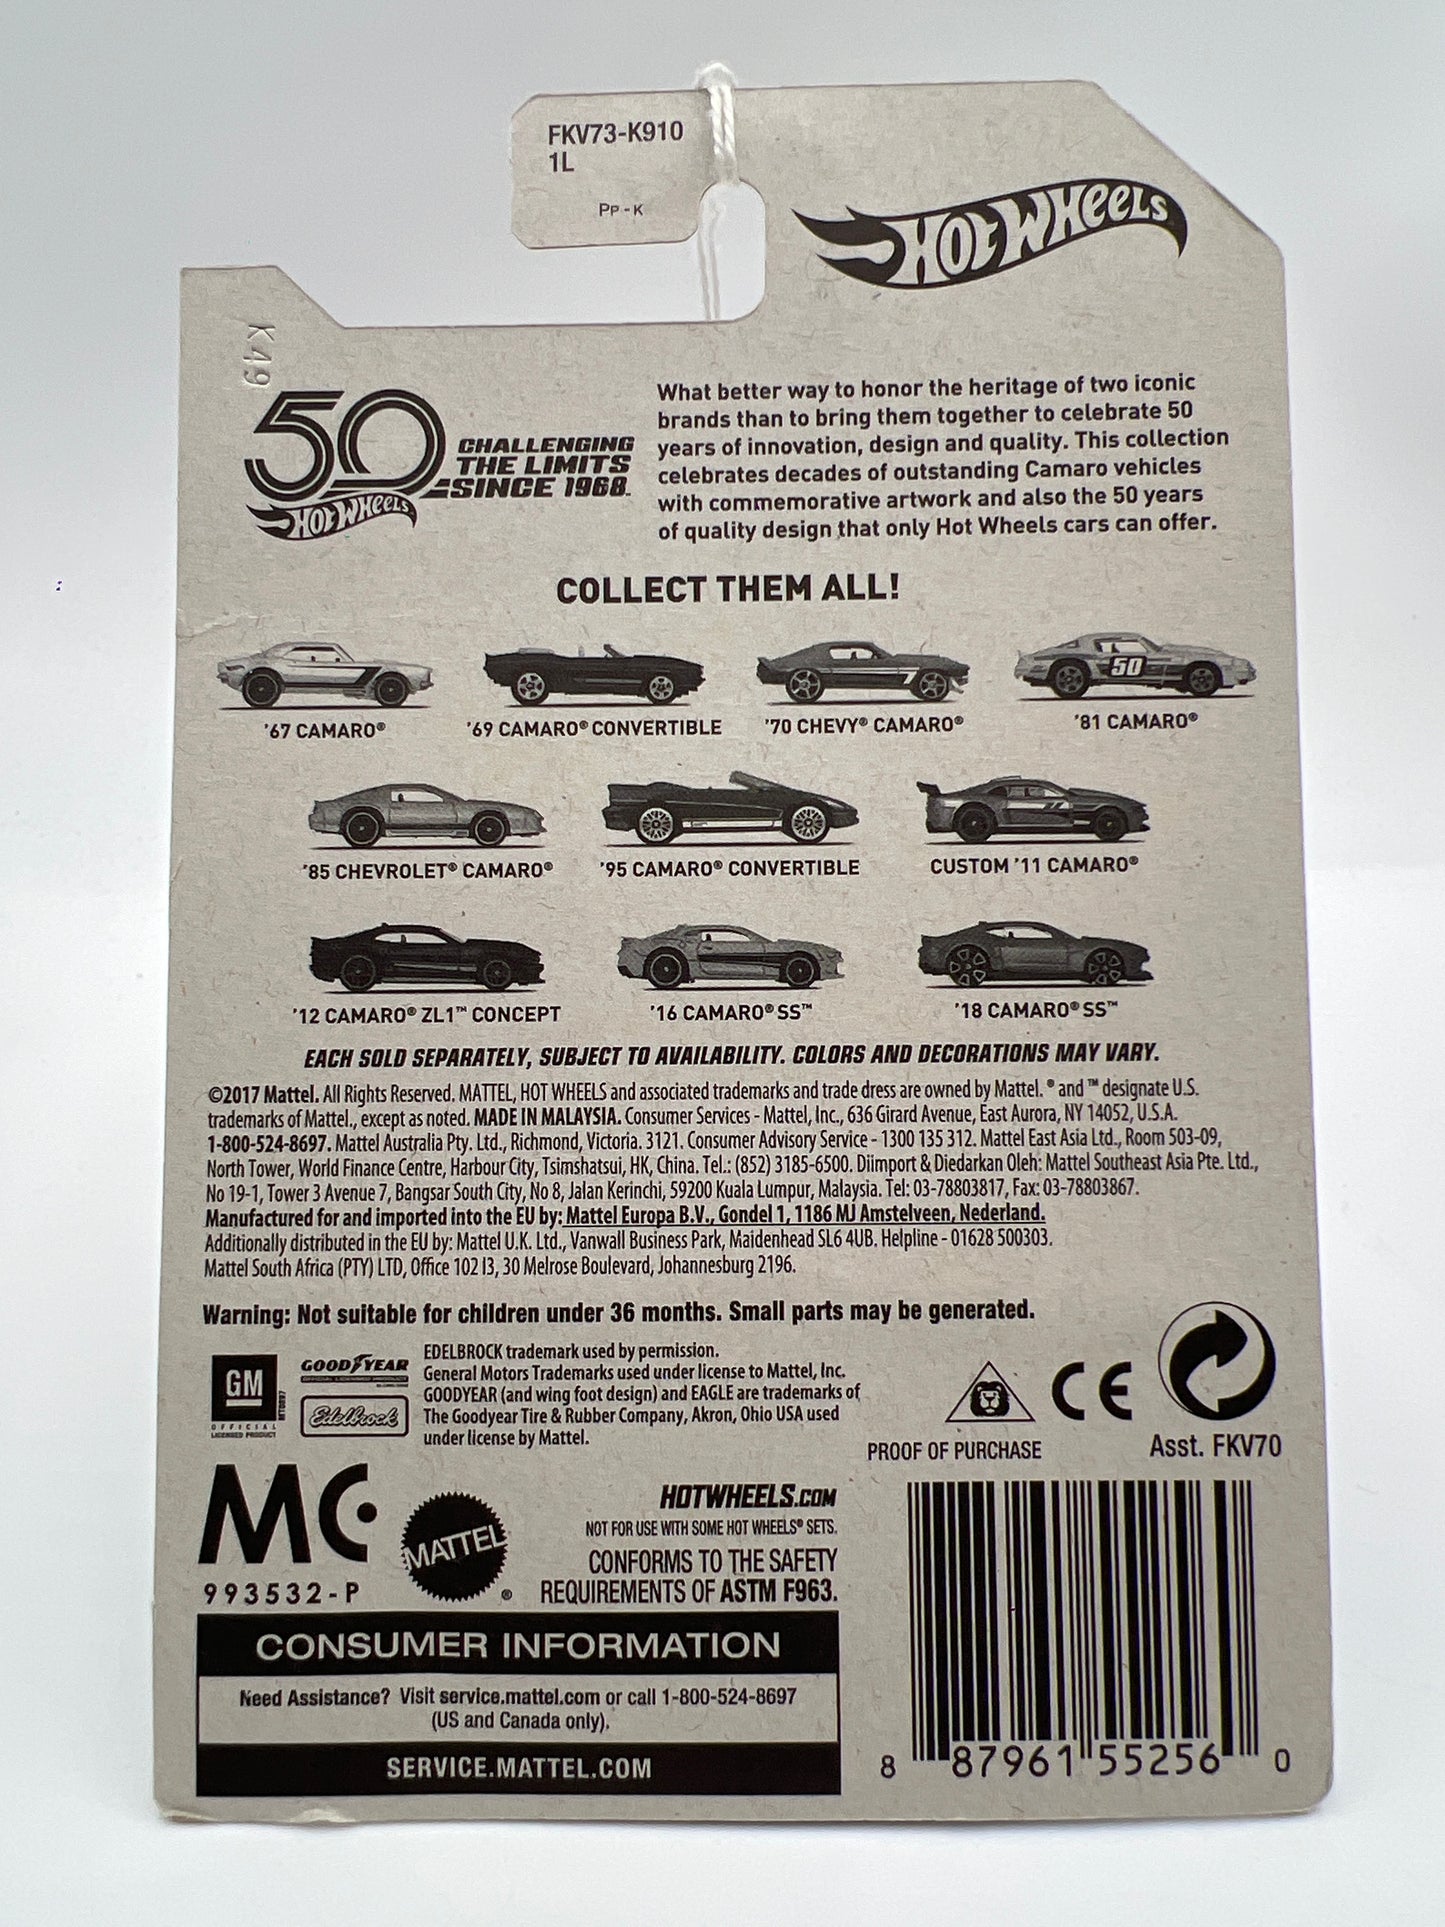 FKV73-K910
1L
Pp - K
HOT WHEELS
K49
50
CHALLENGING
THE LIMITS
SINCE 1968.
HOT WHEELS
What better way to honor the heritage of two iconic
brands than to bring them together to celebrate 50
years of innovation, design and quality. This collection
celebrates decades of outstanding Camaro vehicles
with commemorative artwork and also the 50 years
of quality design that only Hot Wheels cars can offer.
COLLECT THEM ALL!
50
'67 CAMARO®
'69 CAMARO® CONVERTIBLE
'70 CHEVY® CAMARO®
'81 CAMARO®
'85 CHEVROLET® CAMARO®
'95 CAMARO® CONVERTIBLE
CUSTOM '11 CAMARO®
'12 CAMARO® ZL1™ CONCEPT
'16 CAMARO® SS™
'18 CAMARO® SS™
EACH SOLD SEPARATELY, SUBJECT TO AVAILABILITY. COLORS AND DECORATIONS MAY VARY.
©2017 Mattel. All Rights Reserved. MATTEL, HOT WHEELS and associated trademarks and trade dress are owned by Mattel. ® and ™ designate U.S.
trademarks of Mattel., except as noted. MADE IN MALAYSIA. Consumer Services - Mattel, Inc., 636 Girard Avenue, East Aurora, NY 14052, U.S.A.
1-800-524-8697. Mattel Australia Pty. Ltd., Richmond, Victoria. 3121. Consumer Advisory Service - 1300 135 312. Mattel East Asia Ltd., Room 503-09,
North Tower, World Finance Centre, Harbour City, Tsimshatsui, HK, China. Tel.: (852) 3185-6500. Diimport & Diedarkan Oleh: Mattel Southeast Asia Pte. Ltd.,
No 19-1, Tower 3 Avenue 7, Bangsar South City, No 8, Jalan Kerinchi, 59200 Kuala Lumpur, Malaysia. Tel: 03-78803817, Fax: 03-78803867.
Manufactured for and imported into the EU by: Mattel Europa B.V., Gondel 1, 1186 MJ Amstelveen, Nederland.
Additionally distributed in the EU by: Mattel U.K. Ltd., Vanwall Business Park, Maidenhead SL6 4UB. Helpline - 01628 500303.
Mattel South Africa (PTY) LTD, Office 102 I3, 30 Melrose Boulevard, Johannesburg 2196.
Warning: Not suitable for children under 36 months. Small parts may be generated.
GM
OFFICIAL
LICENSED PRODUCT
GOODYEAR
OFFICIAL LICENSED PRODUCT
Edelbrock
EDELBROCK trademark used by permission.
General Motors Trademarks used under license to Mattel, Inc.
GOODYEAR (and wing foot design) and EAGLE are trademarks of
The Goodyear Tire & Rubber Company, Akron, Ohio USA used
under license by Mattel.
PROOF OF PURCHASE
CE
Asst. FKV70
MC
993532-P
MATTEL
®
HOTWHEELS.COM
NOT FOR USE WITH SOME HOT WHEELS® SETS.
CONFORMS TO THE SAFETY
REQUIREMENTS OF ASTM F963.
CONSUMER INFORMATION
Need Assistance? Visit service.mattel.com or call 1-800-524-8697
(US and Canada only).
SERVICE.MATTEL.COM
8 87961 55256 0